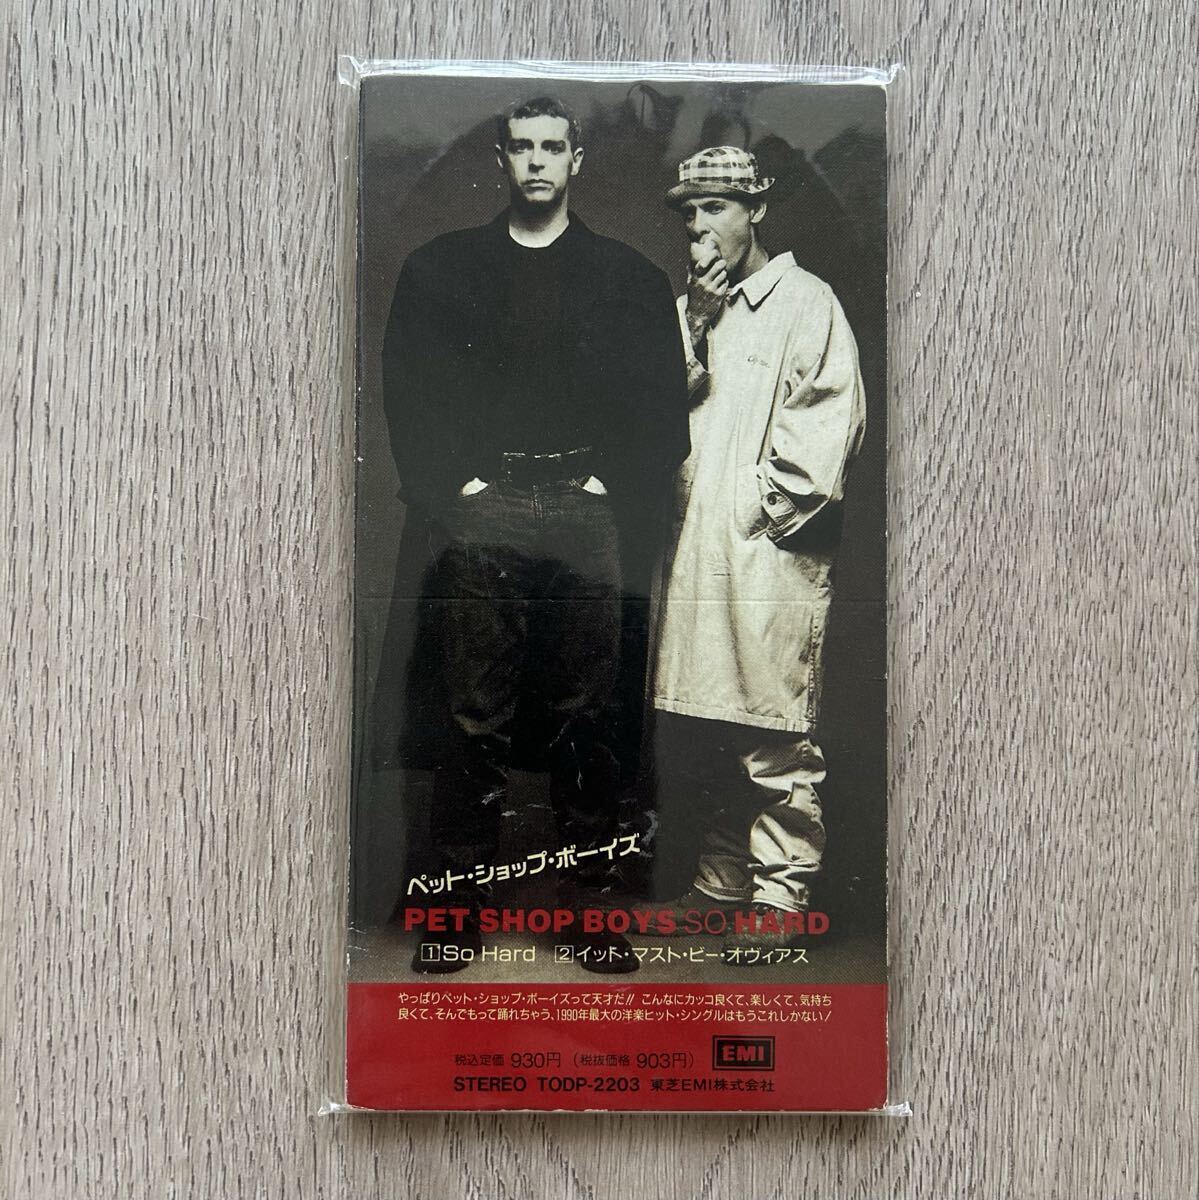 ペット・ショップ・ボーイズ
PET SHOP BOYS SO HARD
1 So Hard 2 イット・マスト・ビー・オヴィアス
やっぱりペット・ショップ・ボーイズって天才だ!! こんなにカッコ良くて、楽しくて、気持ち
良くて、そんでもって踊れちゃう、1990年最大の洋楽ヒット・シングルはもうこれしかない!
税込定価 930円 (税抜価格 903円) EMI
STEREO TODP-2203 東芝EMI株式会社